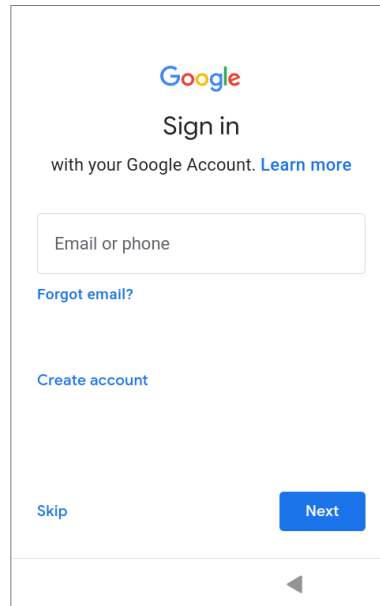 Google
Sign in
with your Google Account. Learn more
Email or phone
Forgot email?
Create account
Skip
Next